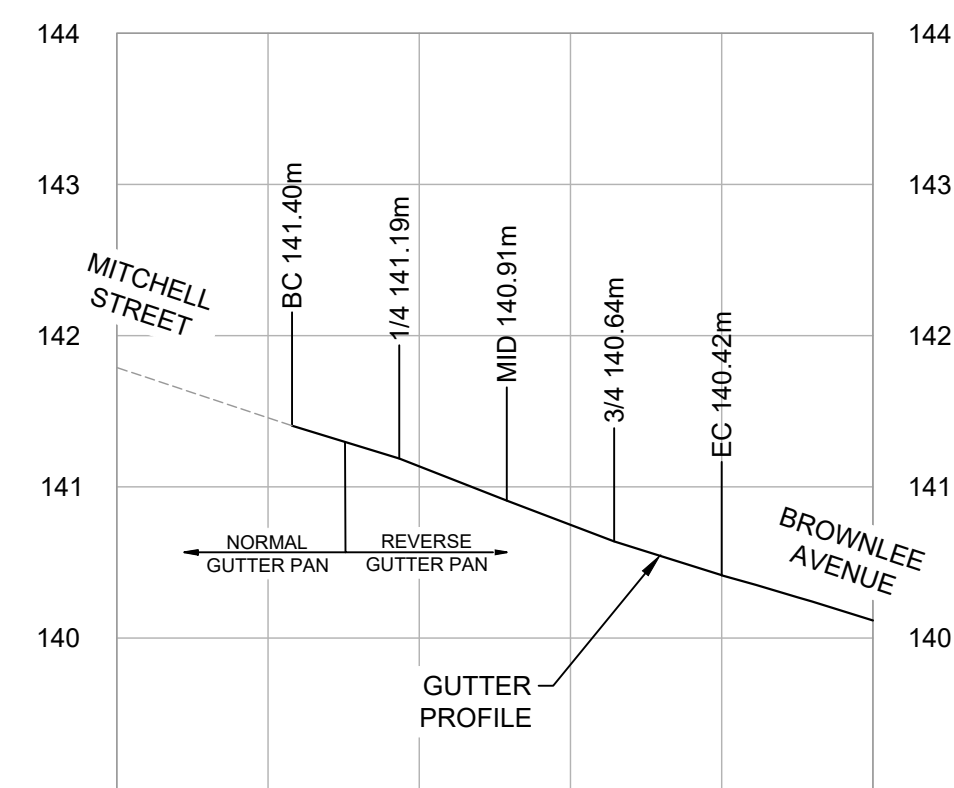 144
144
143
143
142
142
141
141
140
140
MITCHELL
STREET
BC 141.40m
1/4 141.19m
MID 140.91m
3/4 140.64m
EC 140.42m
NORMAL
GUTTER PAN
REVERSE
GUTTER PAN
BROWNLEE
AVENUE
GUTTER
PROFILE